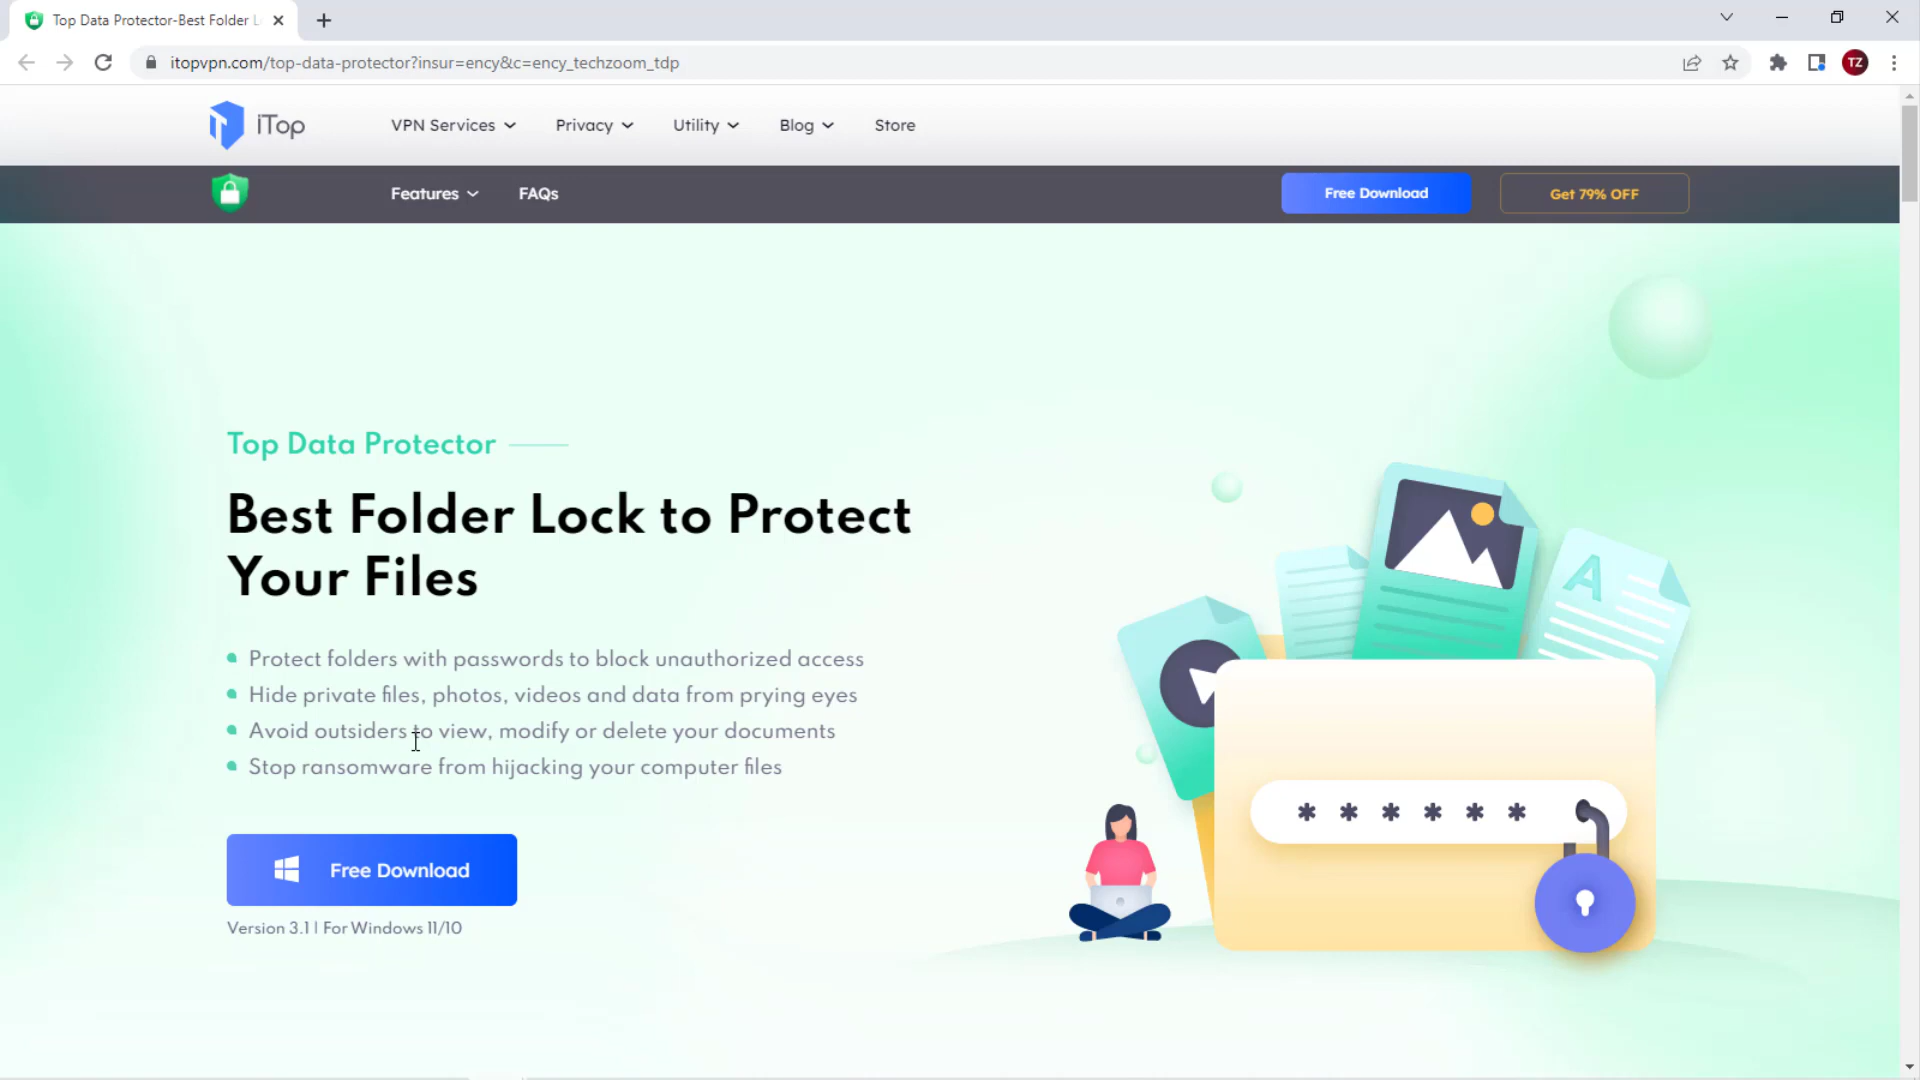 Top Data Protector-Best Folder L
itopvpn.com/top-data-protector?insur=ency&c=ency_techzoom_tdp
TZ
iTop
VPN Services
Privacy
Utility
Blog
Store
Features
FAQs
Free Download
Get 79% OFF
Top Data Protector
Best Folder Lock to Protect
Your Files
Protect folders with passwords to block unauthorized access
Hide private files, photos, videos and data from prying eyes
Avoid outsiders to view, modify or delete your documents
Stop ransomware from hijacking your computer files
A
* * * * * *
Free Download
Version 3.1 | For Windows 11/10